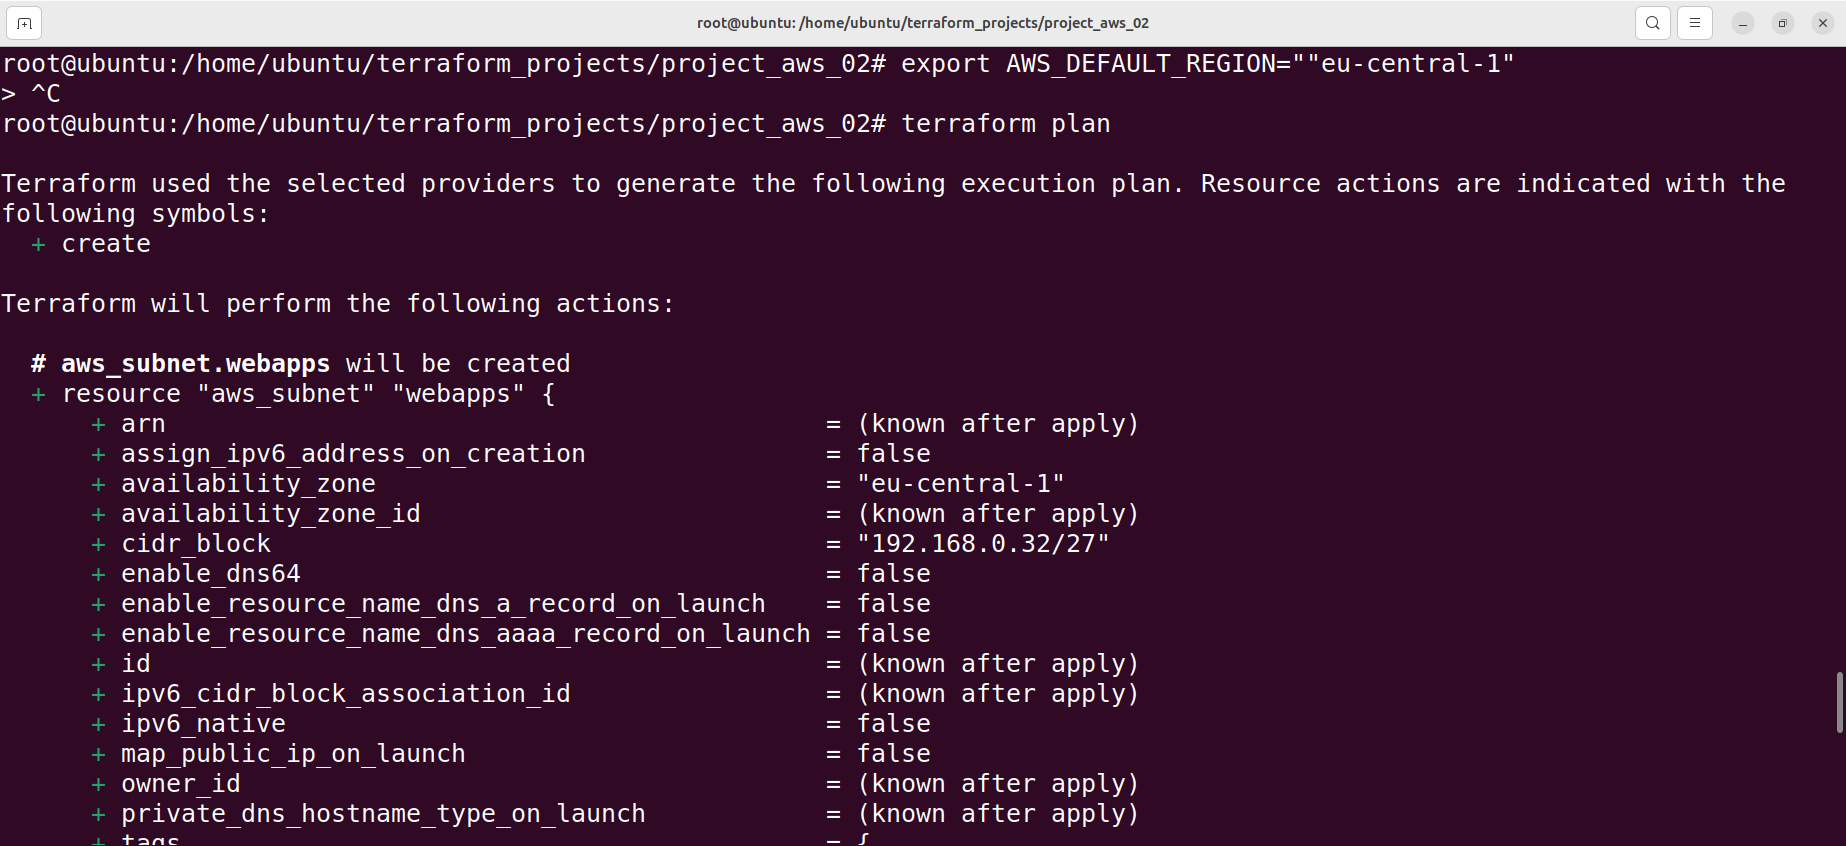 root@ubuntu: /home/ubuntu/terraform_projects/project_aws_02
root@ubuntu:/home/ubuntu/terraform_projects/project_aws_02# export AWS_DEFAULT_REGION=""eu-central-1"
> ^C
root@ubuntu:/home/ubuntu/terraform_projects/project_aws_02# terraform plan
Terraform used the selected providers to generate the following execution plan. Resource actions are indicated with the
following symbols:
+ create
Terraform will perform the following actions:
# aws_subnet.webapps will be created
+ resource "aws_subnet" "webapps" {
+ arn = (known after apply)
+ assign_ipv6_address_on_creation = false
+ availability_zone = "eu-central-1"
+ availability_zone_id = (known after apply)
+ cidr_block = "192.168.0.32/27"
+ enable_dns64 = false
+ enable_resource_name_dns_a_record_on_launch = false
+ enable_resource_name_dns_aaaa_record_on_launch = false
+ id = (known after apply)
+ ipv6_cidr_block_association_id = (known after apply)
+ ipv6_native = false
+ map_public_ip_on_launch = false
+ owner_id = (known after apply)
+ private_dns_hostname_type_on_launch = (known after apply)
+ tags = {